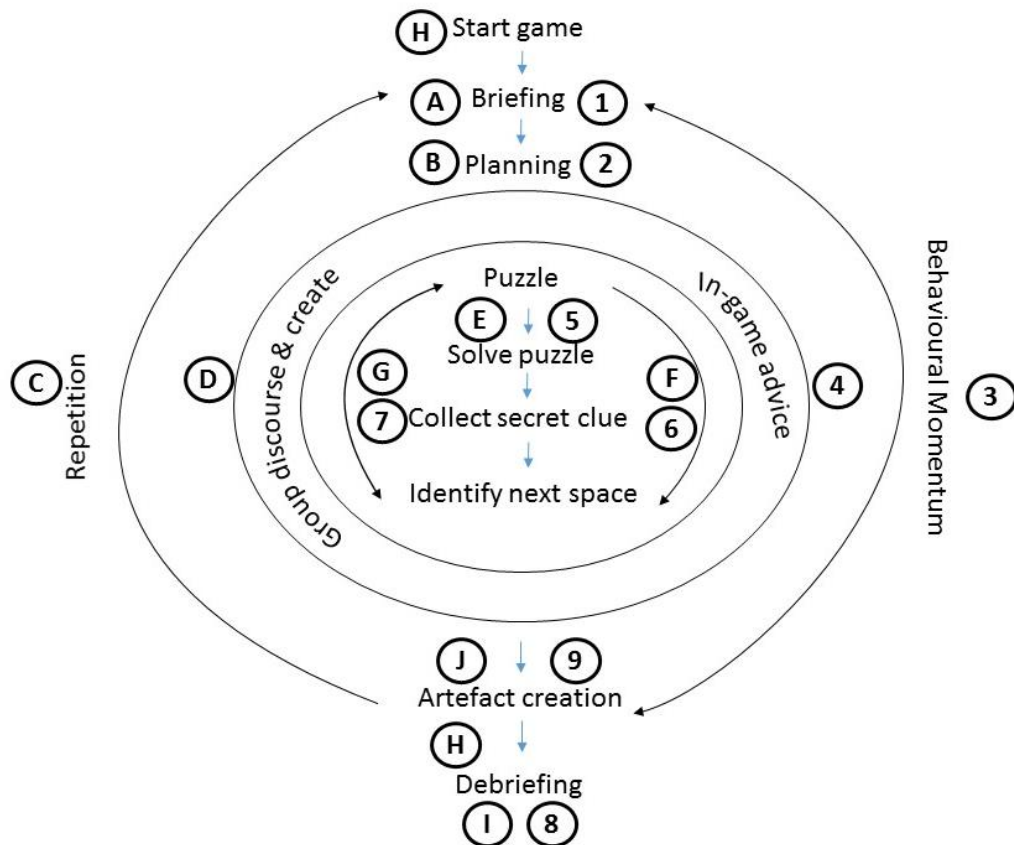 H Start game
A Briefing 1
B Planning 2
Group discourse & create
In-game advice
Puzzle
E 5
Solve puzzle
G F
7 Collect secret clue 6
Identify next space
C Repetition
D
4
Behavioural Momentum 3
J 9
Artefact creation
H
Debriefing
I 8